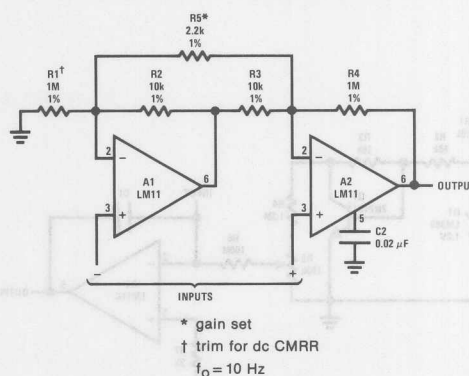 R5*
2.2k
1%
R1†
1M
1%
R2
10k
1%
R3
10k
1%
R4
1M
1%
2
−
A1
LM11
6
3
+
2
−
A2
LM11
6
OUTPUT
3
+
5
C2
0.02 μF
−
+
INPUTS
* gain set
† trim for dc CMRR
fO = 10 Hz